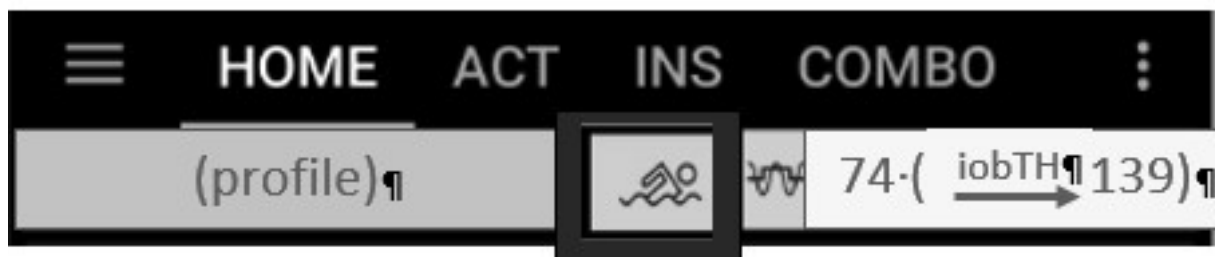 HOME ACT INS COMBO
(profile)¶ 74·( iobTH¶ 139)¶